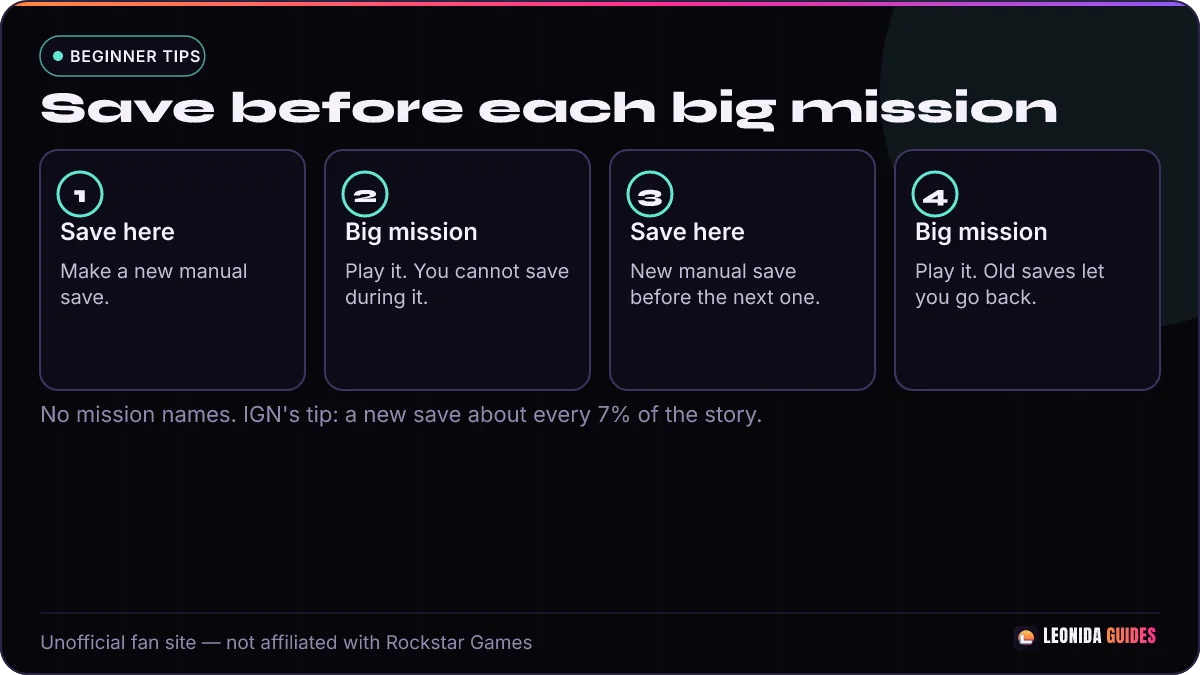 BEGINNER TIPS
Save before each big mission
1
Save here
Make a new manual
save.
2
Big mission
Play it. You cannot save
during it.
3
Save here
New manual save
before the next one.
4
Big mission
Play it. Old saves let
you go back.
No mission names. IGN's tip: a new save about every 7% of the story.
Unofficial fan site — not affiliated with Rockstar Games
L LEONIDA GUIDES